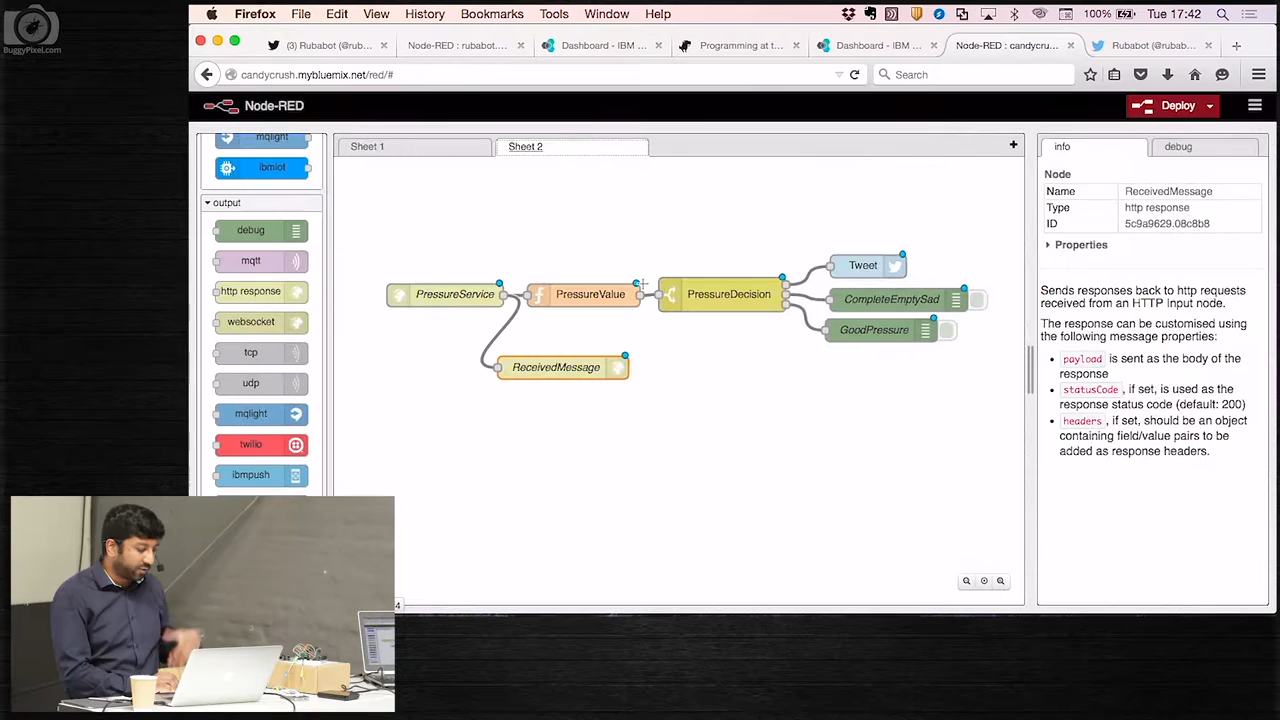 BuggyPixel.com
Firefox File Edit View History Bookmarks Tools Window Help
100% Tue 17:42
(3) Rubabot (@rub...
Node-RED: rubabot...
Dashboard - IBM ...
Programming at t...
Dashboard - IBM ...
Node-RED : candycru...
Rubabot (@rubab...
candycrush.mybluemix.net/red/#
Search
Node-RED
Deploy
mqlight
ibmiot
output
debug
mqtt
http response
websocket
tcp
udp
mqlight
twilio
ibmpush
Sheet 1
Sheet 2
PressureService
PressureValue
PressureDecision
Tweet
CompleteEmptySad
GoodPressure
ReceivedMessage
info
debug
Node
Name ReceivedMessage
Type http response
ID 5c9a9629.08c8b8
Properties
Sends responses back to http requests
received from an HTTP Input node.
The response can be customised using
the following message properties:
• payload is sent as the body of the
response
• statusCode , if set, is used as the
response status code (default: 200)
• headers , if set, should be an object
containing field/value pairs to be
added as response headers.
4